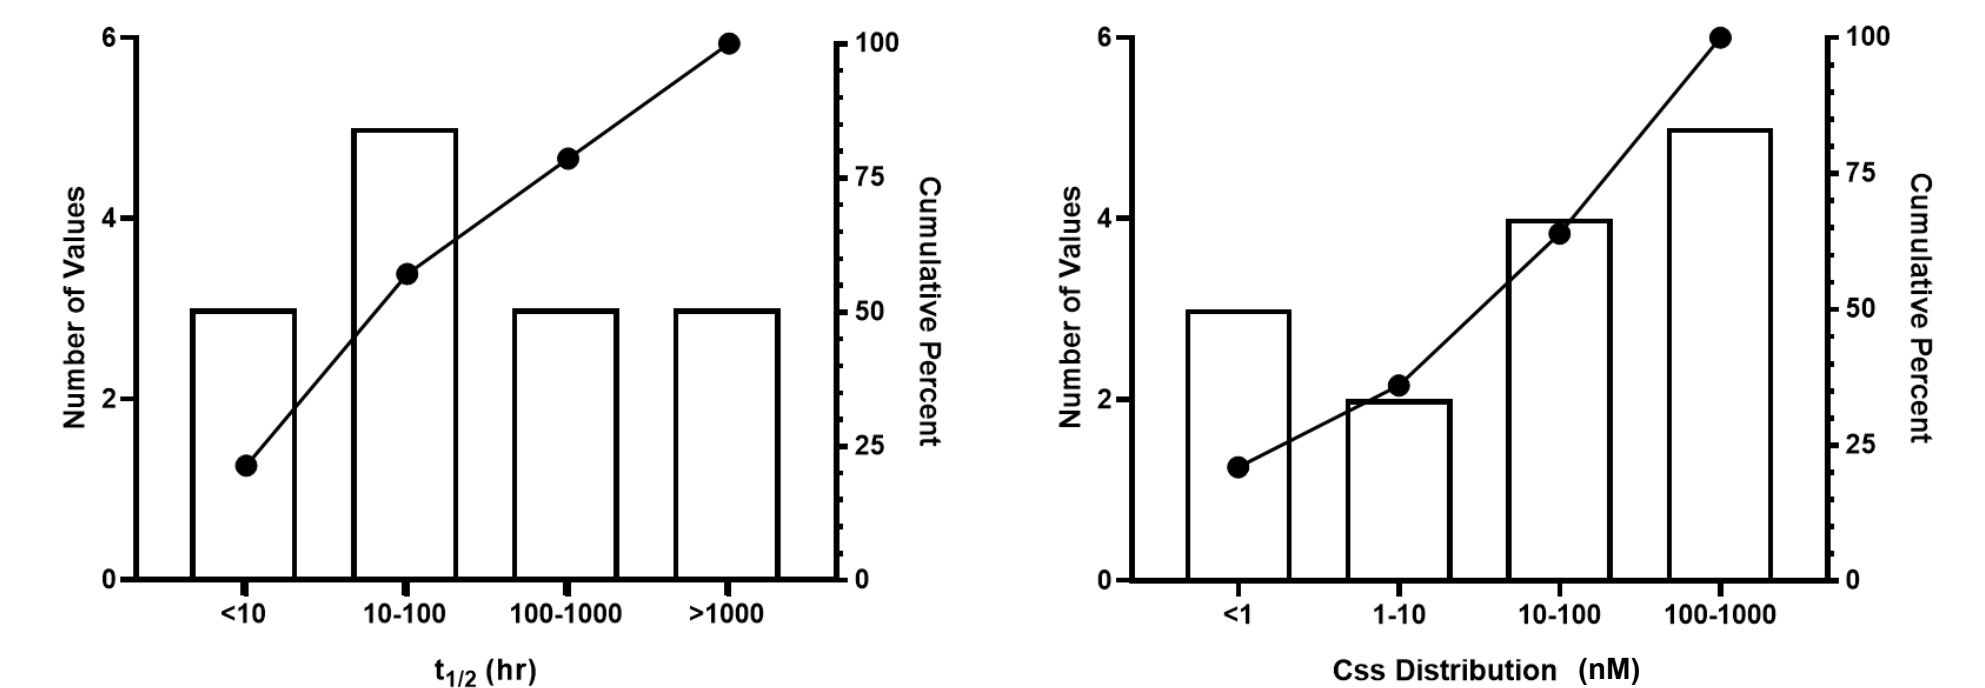 6
4
2
0
Number of Values
100
75
50
25
0
Cumulative Percent
<10 10-100 100-1000 >1000
t1/2 (hr)
6
4
2
0
Number of Values
100
75
50
25
0
Cumulative Percent
<1 1-10 10-100 100-1000
Css Distribution (nM)